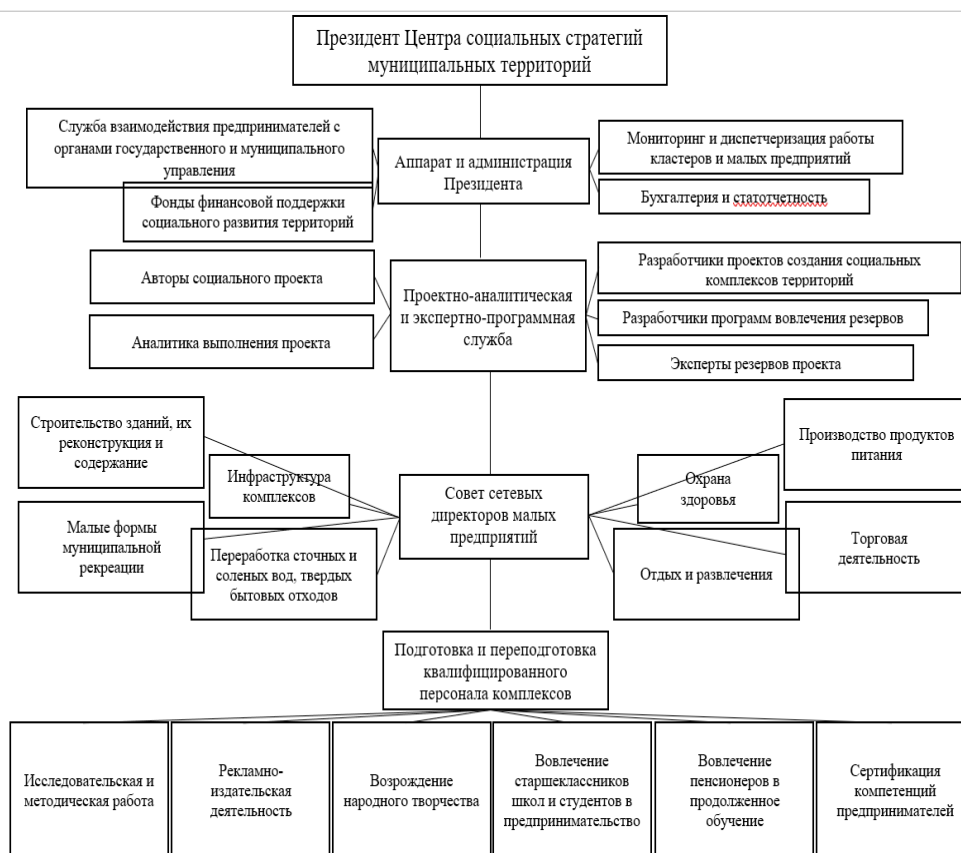 Президент Центра социальных стратегий
муниципальных территорий
Служба взаимодействия предпринимателей с
органами государственного и муниципального
управления
Фонды финансовой поддержки
социального развития территорий
Аппарат и администрация
Президента
Мониторинг и диспетчеризация работы
кластеров и малых предприятий
Бухгалтерия и статотчетность
Авторы социального проекта
Аналитика выполнения проекта
Проектно-аналитическая
и экспертно-программная
служба
Разработчики проектов создания социальных
комплексов территорий
Разработчики программ вовлечения резервов
Эксперты резервов проекта
Строительство зданий, их
реконструкция и
содержание
Инфраструктура
комплексов
Малые формы
муниципальной
рекреации
Переработка сточных и
соленых вод, твердых
бытовых отходов
Совет сетевых
директоров малых
предприятий
Охрана
здоровья
Производство продуктов
питания
Отдых и развлечения
Торговая
деятельность
Подготовка и переподготовка
квалифицированного
персонала комплексов
Исследовательская и
методическая работа
Рекламно-
издательская
деятельность
Возрождение
народного творчества
Вовлечение
старшеклассников
школ и студентов в
предпринимательство
Вовлечение
пенсионеров в
продолженное
обучение
Сертификация
компетенций
предпринимателей